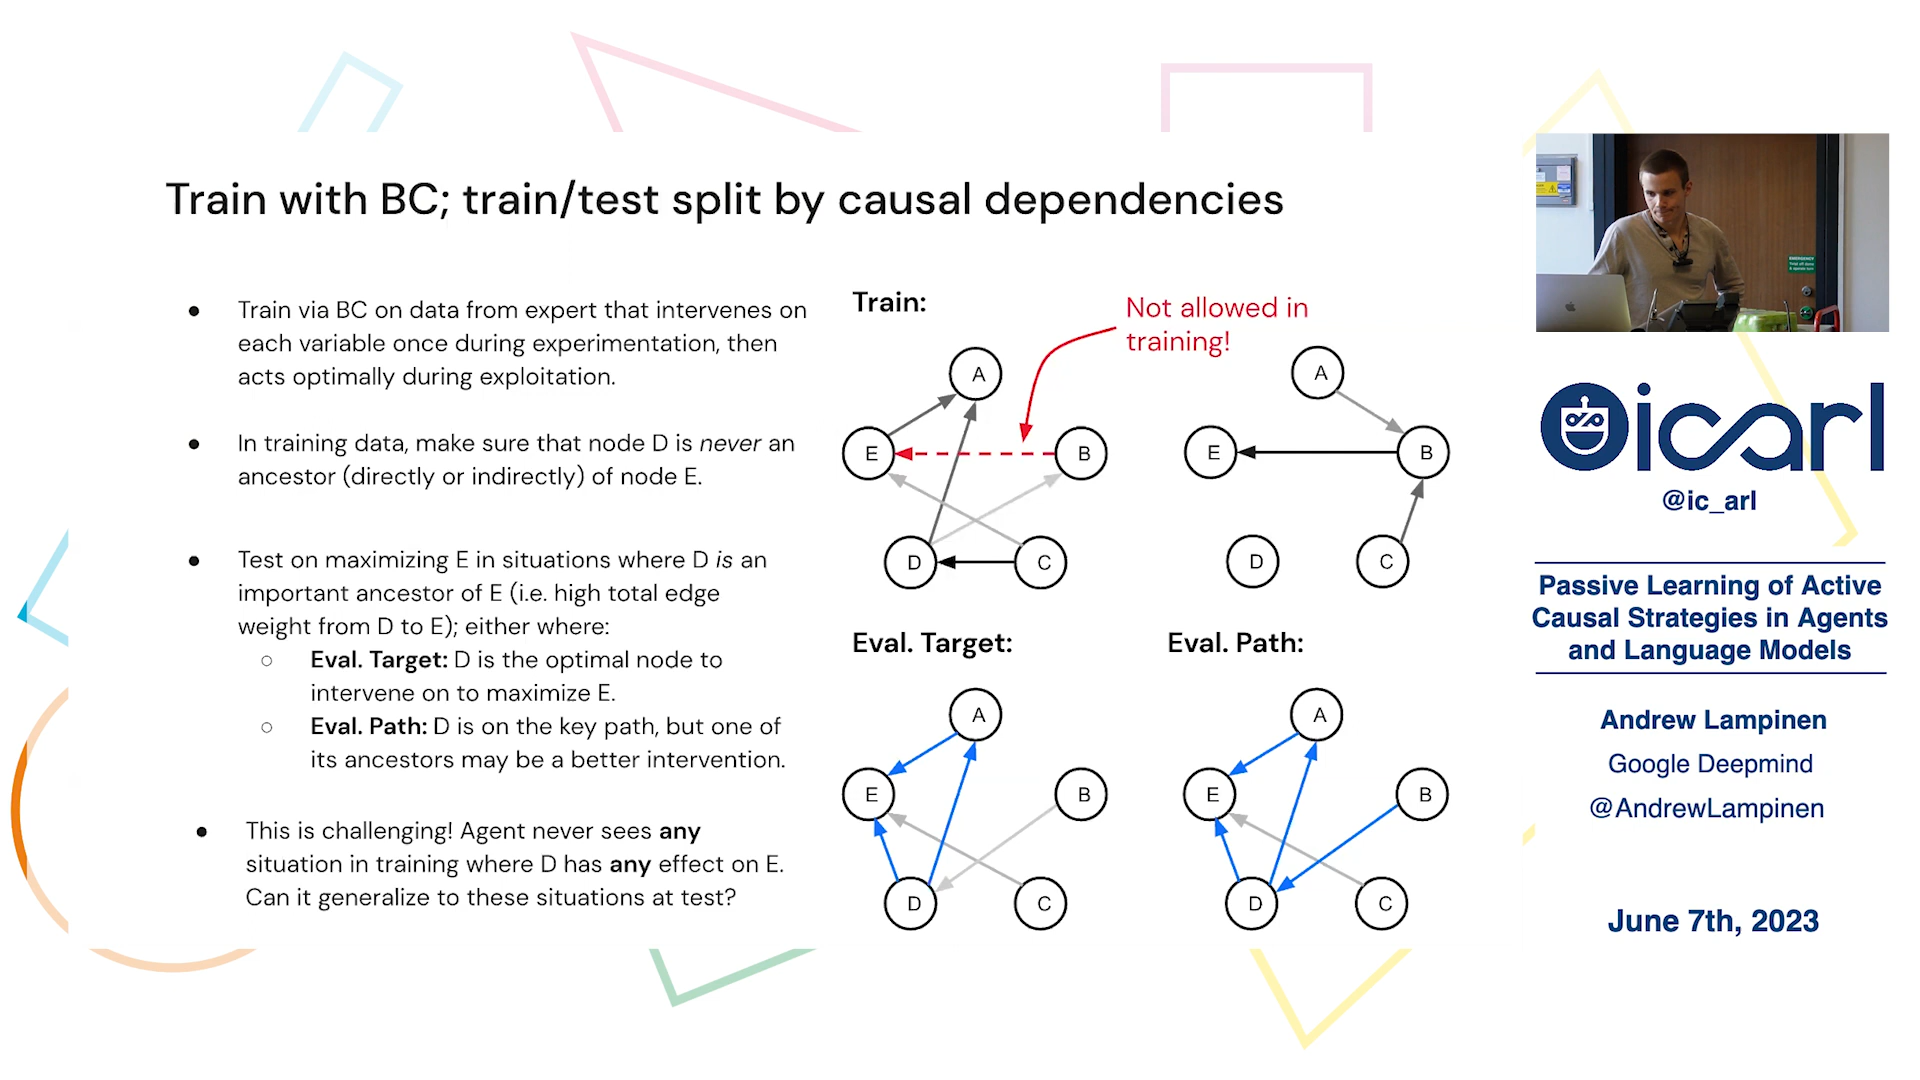 Train with BC; train/test split by causal dependencies
● Train via BC on data from expert that intervenes on
each variable once during experimentation, then
acts optimally during exploitation.
● In training data, make sure that node D is never an
ancestor (directly or indirectly) of node E.
● Test on maximizing E in situations where D is an
important ancestor of E (i.e. high total edge
weight from D to E); either where:
○ Eval. Target: D is the optimal node to
intervene on to maximize E.
○ Eval. Path: D is on the key path, but one of
its ancestors may be a better intervention.
● This is challenging! Agent never sees any
situation in training where D has any effect on E.
Can it generalize to these situations at test?
Train:
Not allowed in
training!
A
E
B
D
C
A
E
B
D
C
Eval. Target:
A
E
B
D
C
Eval. Path:
A
E
B
D
C
EMERGENCY
icarl
@ic_arl
Passive Learning of Active
Causal Strategies in Agents
and Language Models
Andrew Lampinen
Google Deepmind
@AndrewLampinen
June 7th, 2023